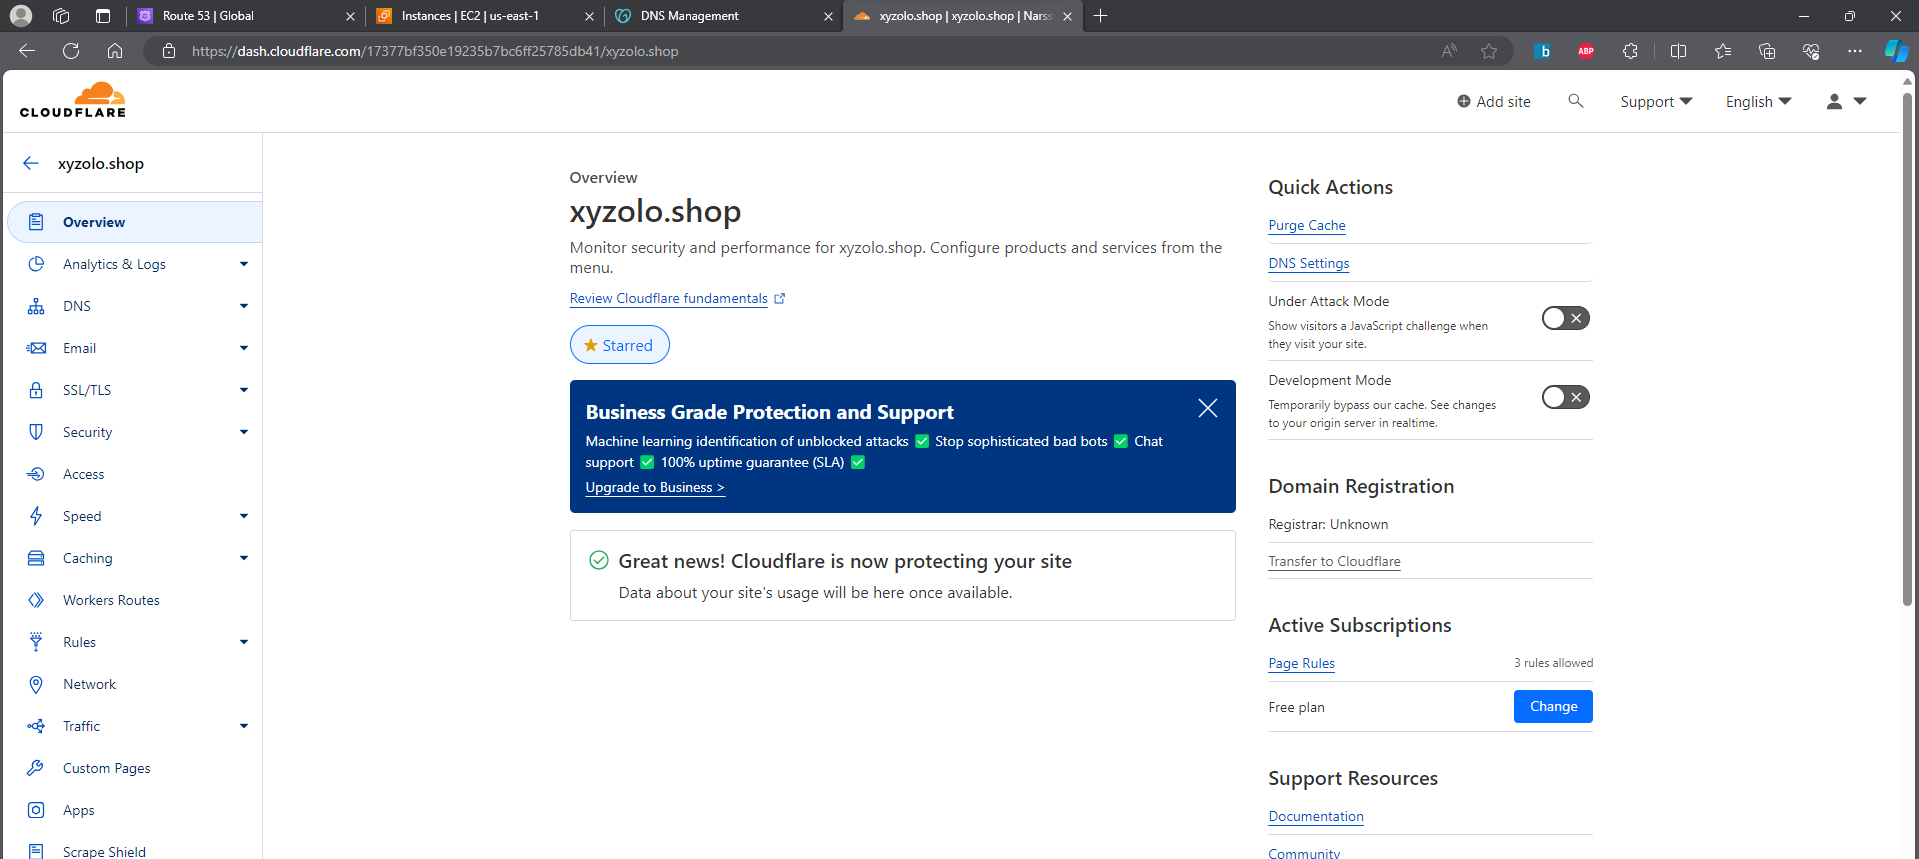 Route 53 | Global
Instances | EC2 | us-east-1
DNS Management
xyzolo.shop | xyzolo.shop | Narss
https://dash.cloudflare.com/17377bf350e19235b7bc6ff25785db41/xyzolo.shop
A
b
ABP
CLOUDFLARE
Add site
Support
English
xyzolo.shop
Overview
Analytics & Logs
DNS
Email
SSL/TLS
Security
Access
Speed
Caching
Workers Routes
Rules
Network
Traffic
Custom Pages
Apps
Scrape Shield
Overview
xyzolo.shop
Monitor security and performance for xyzolo.shop. Configure products and services from the
menu.
Review Cloudflare fundamentals
Starred
Business Grade Protection and Support
Machine learning identification of unblocked attacks ✅ Stop sophisticated bad bots ✅ Chat
support ✅ 100% uptime guarantee (SLA) ✅
Upgrade to Business >
Great news! Cloudflare is now protecting your site
Data about your site's usage will be here once available.
Quick Actions
Purge Cache
DNS Settings
Under Attack Mode
Show visitors a JavaScript challenge when
they visit your site.
Development Mode
Temporarily bypass our cache. See changes
to your origin server in realtime.
Domain Registration
Registrar: Unknown
Transfer to Cloudflare
Active Subscriptions
Page Rules
3 rules allowed
Free plan
Change
Support Resources
Documentation
Community